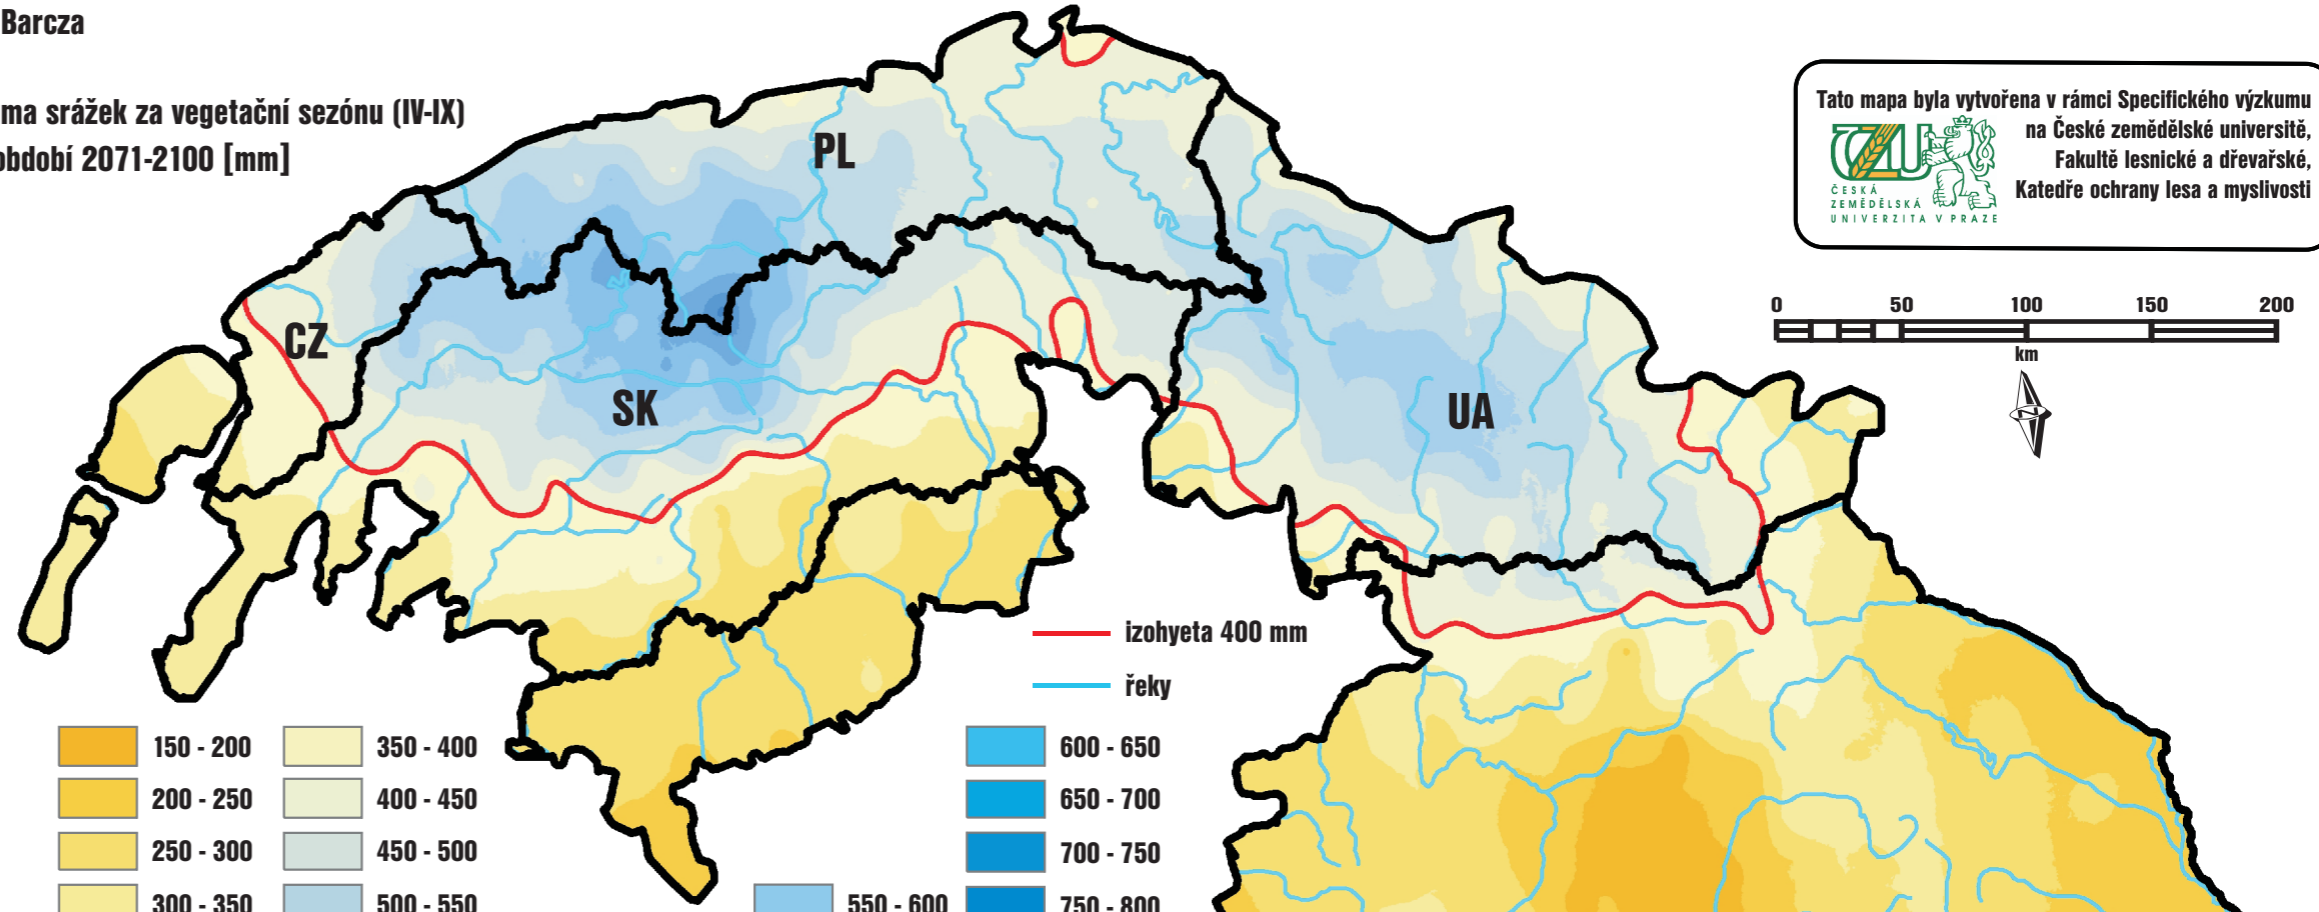 Barcza
ma srážek za vegetační sezónu (IV-IX)
období 2071-2100 [mm]
Tato mapa byla vytvořena v rámci Specifického výzkumu
na České zemědělské universitě,
Fakultě lesnické a dřevařské,
Katedře ochrany lesa a myslivosti
ČZU
ČESKÁ
ZEMĚDĚLSKÁ
UNIVERZITA V PRAZE
0 50 100 150 200
km
N
PL
CZ
SK
UA
izohyeta 400 mm
řeky
150 - 200
200 - 250
250 - 300
300 - 350
350 - 400
400 - 450
450 - 500
500 - 550
550 - 600
600 - 650
650 - 700
700 - 750
750 - 800